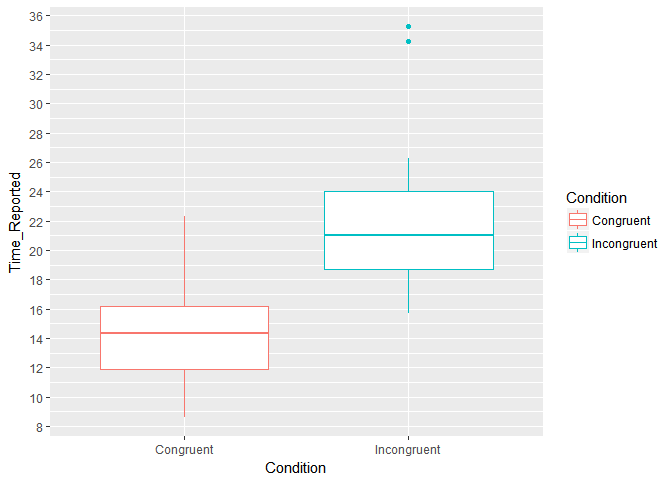 36
34
32
30
28
26
24
22
20
18
16
14
12
10
8
Time_Reported
Congruent
Incongruent
Condition
Condition
Congruent
Incongruent